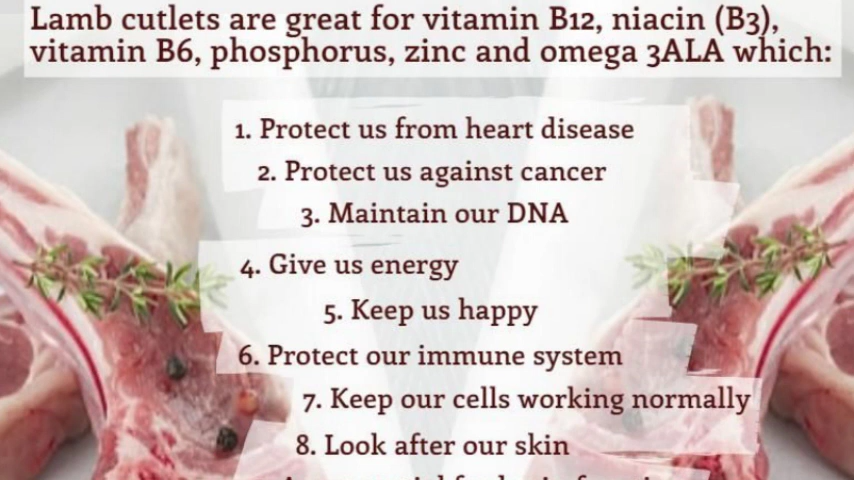 Lamb cutlets are great for vitamin B12, niacin (B3),
vitamin B6, phosphorus, zinc and omega 3ALA which:
1. Protect us from heart disease
2. Protect us against cancer
3. Maintain our DNA
4. Give us energy
5. Keep us happy
6. Protect our immune system
7. Keep our cells working normally
8. Look after our skin